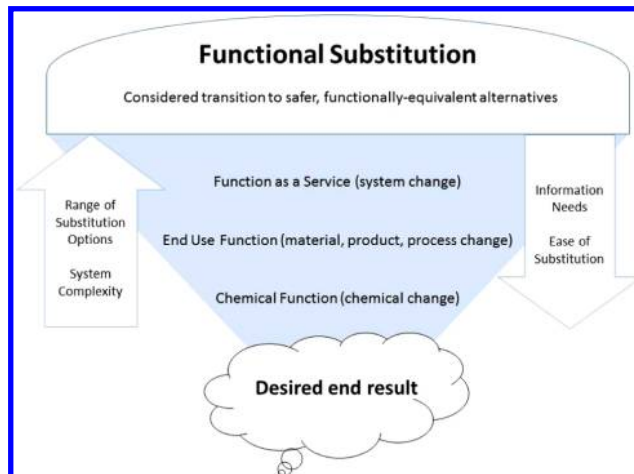 Functional Substitution
Considered transition to safer, functionally-equivalent alternatives
Function as a Service (system change)
End Use Function (material, product, process change)
Chemical Function (chemical change)
Range of
Substitution
Options
System
Complexity
Information
Needs
Ease of
Substitution
Desired end result